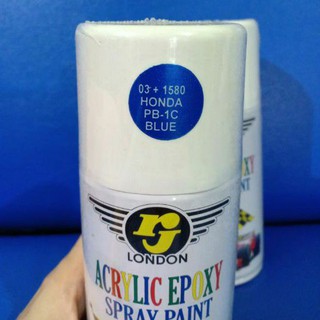 03 + 1580
HONDA
PB-1C
BLUE
rj
LONDON
ACRYLIC EPOXY
SPRAY PAINT